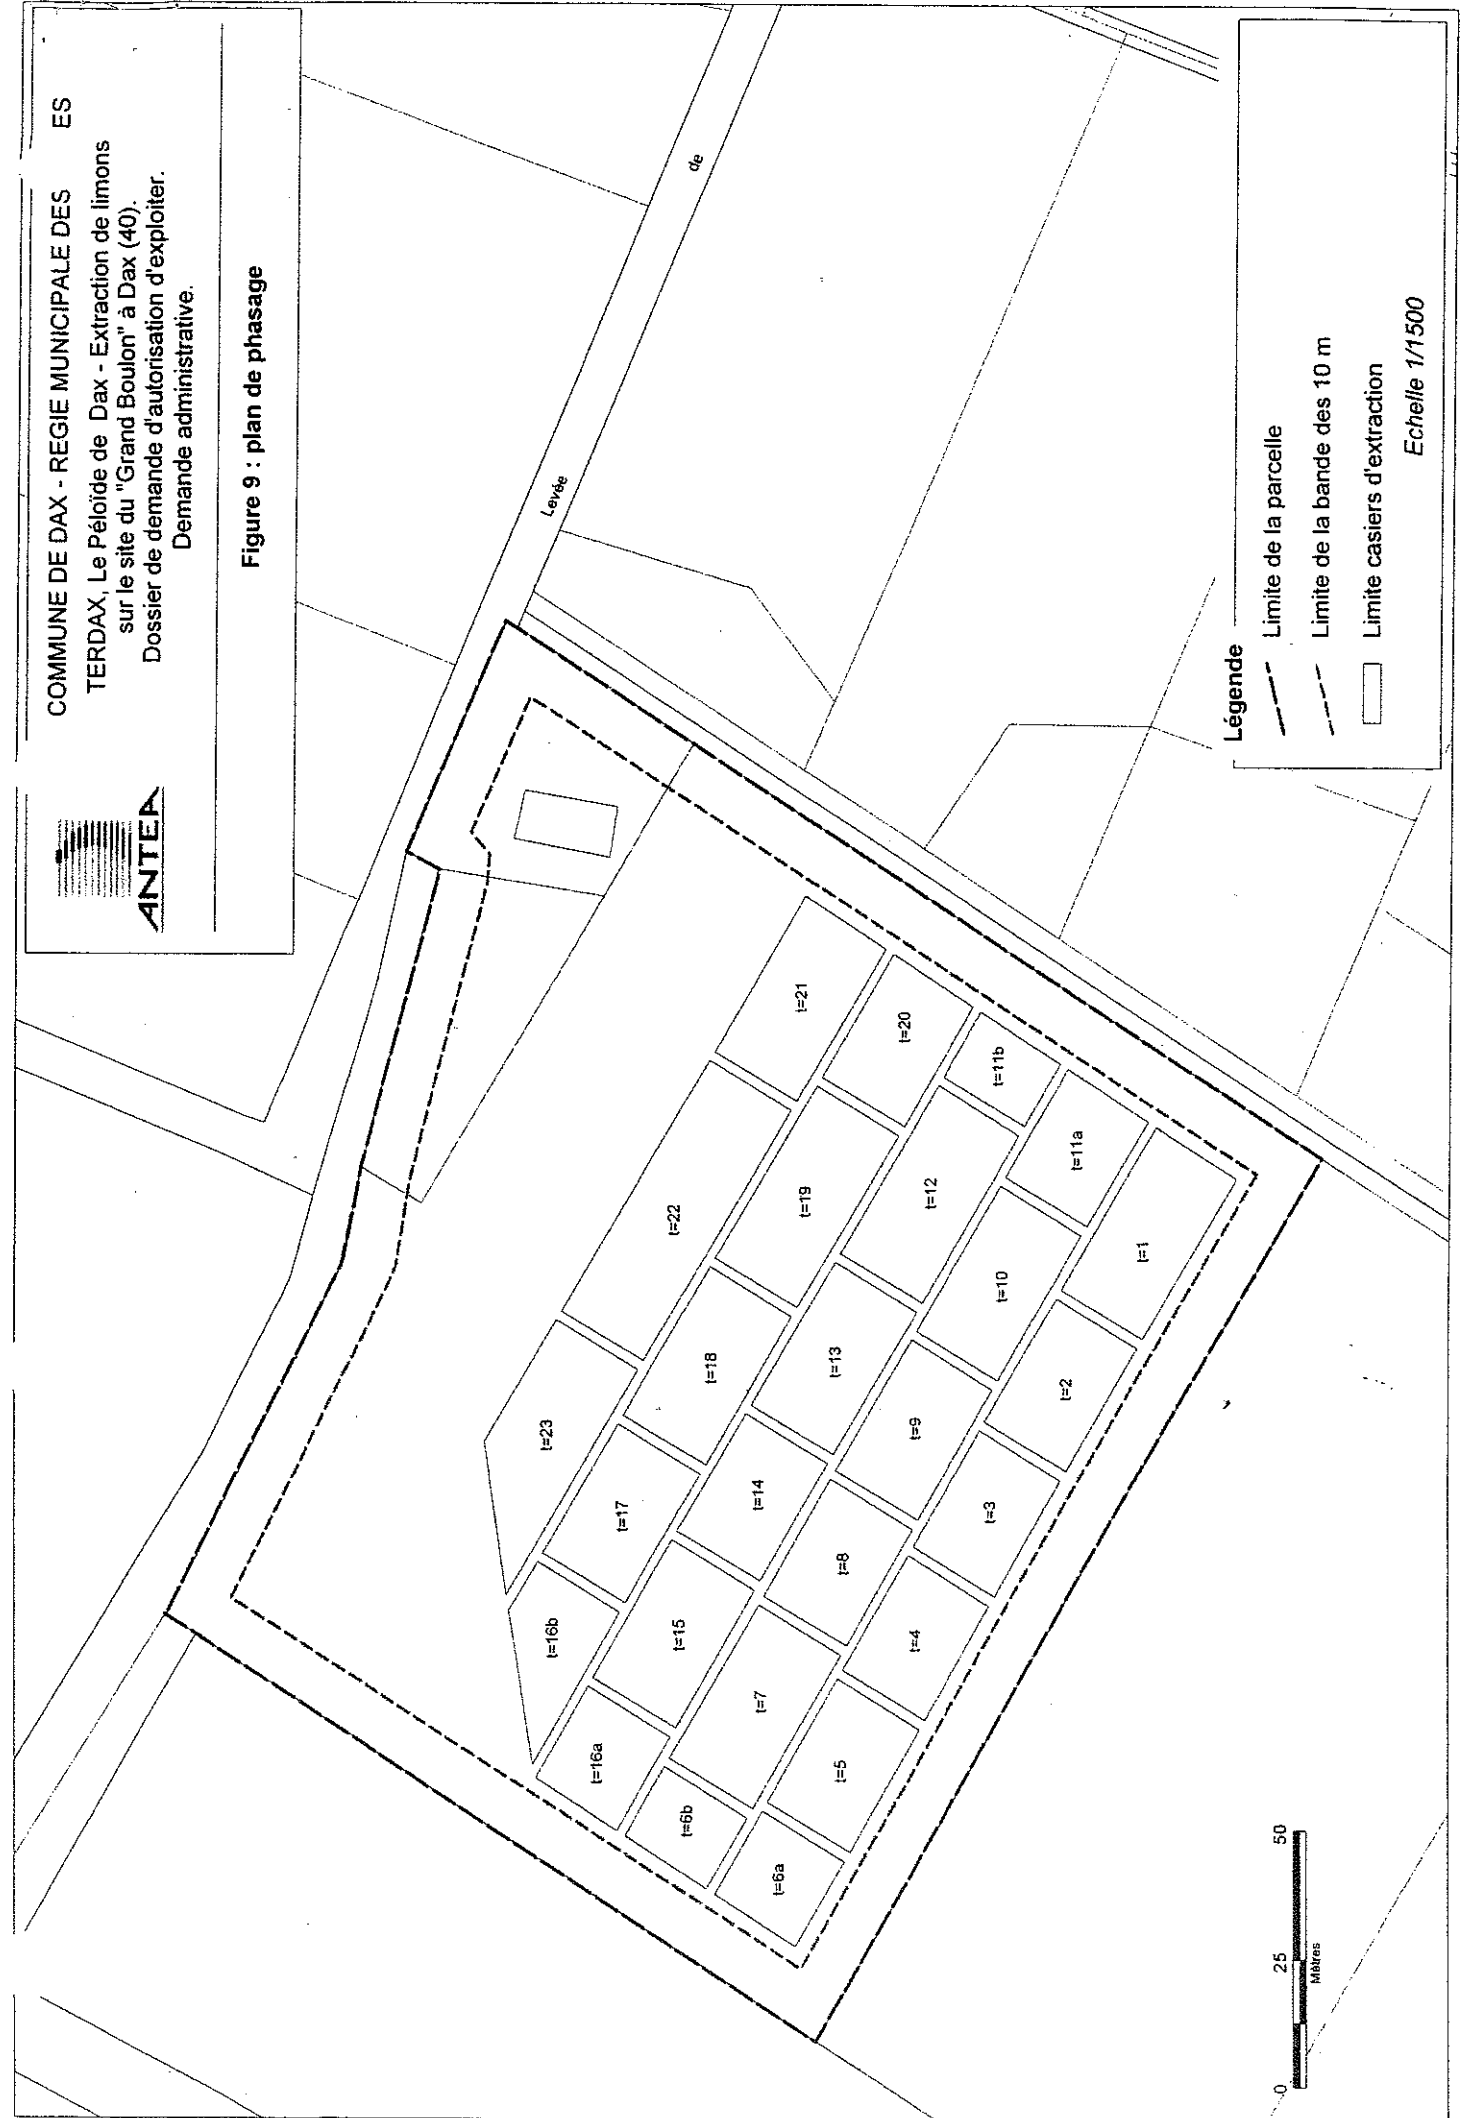 COMMUNE DE DAX - REGIE MUNICIPALE DES ES
TERDAX, Le Péloïde de Dax - Extraction de limons
sur le site du "Grand Boulon" à Dax (40).
Dossier de demande d'autorisation d'exploiter.
Demande administrative.
ANTEA
Figure 9 : plan de phasage
Levée
de
t=21
t=20
t=11b
t=11a
t=1
t=22
t=19
t=12
t=10
t=2
t=23
t=18
t=13
t=9
t=3
t=17
t=14
t=8
t=4
t=16b
t=15
t=7
t=5
t=16a
t=6b
t=6a
Légende
Limite de la parcelle
Limite de la bande des 10 m
Limite casiers d'extraction
Echelle 1/1500
0 25 50
Mètres